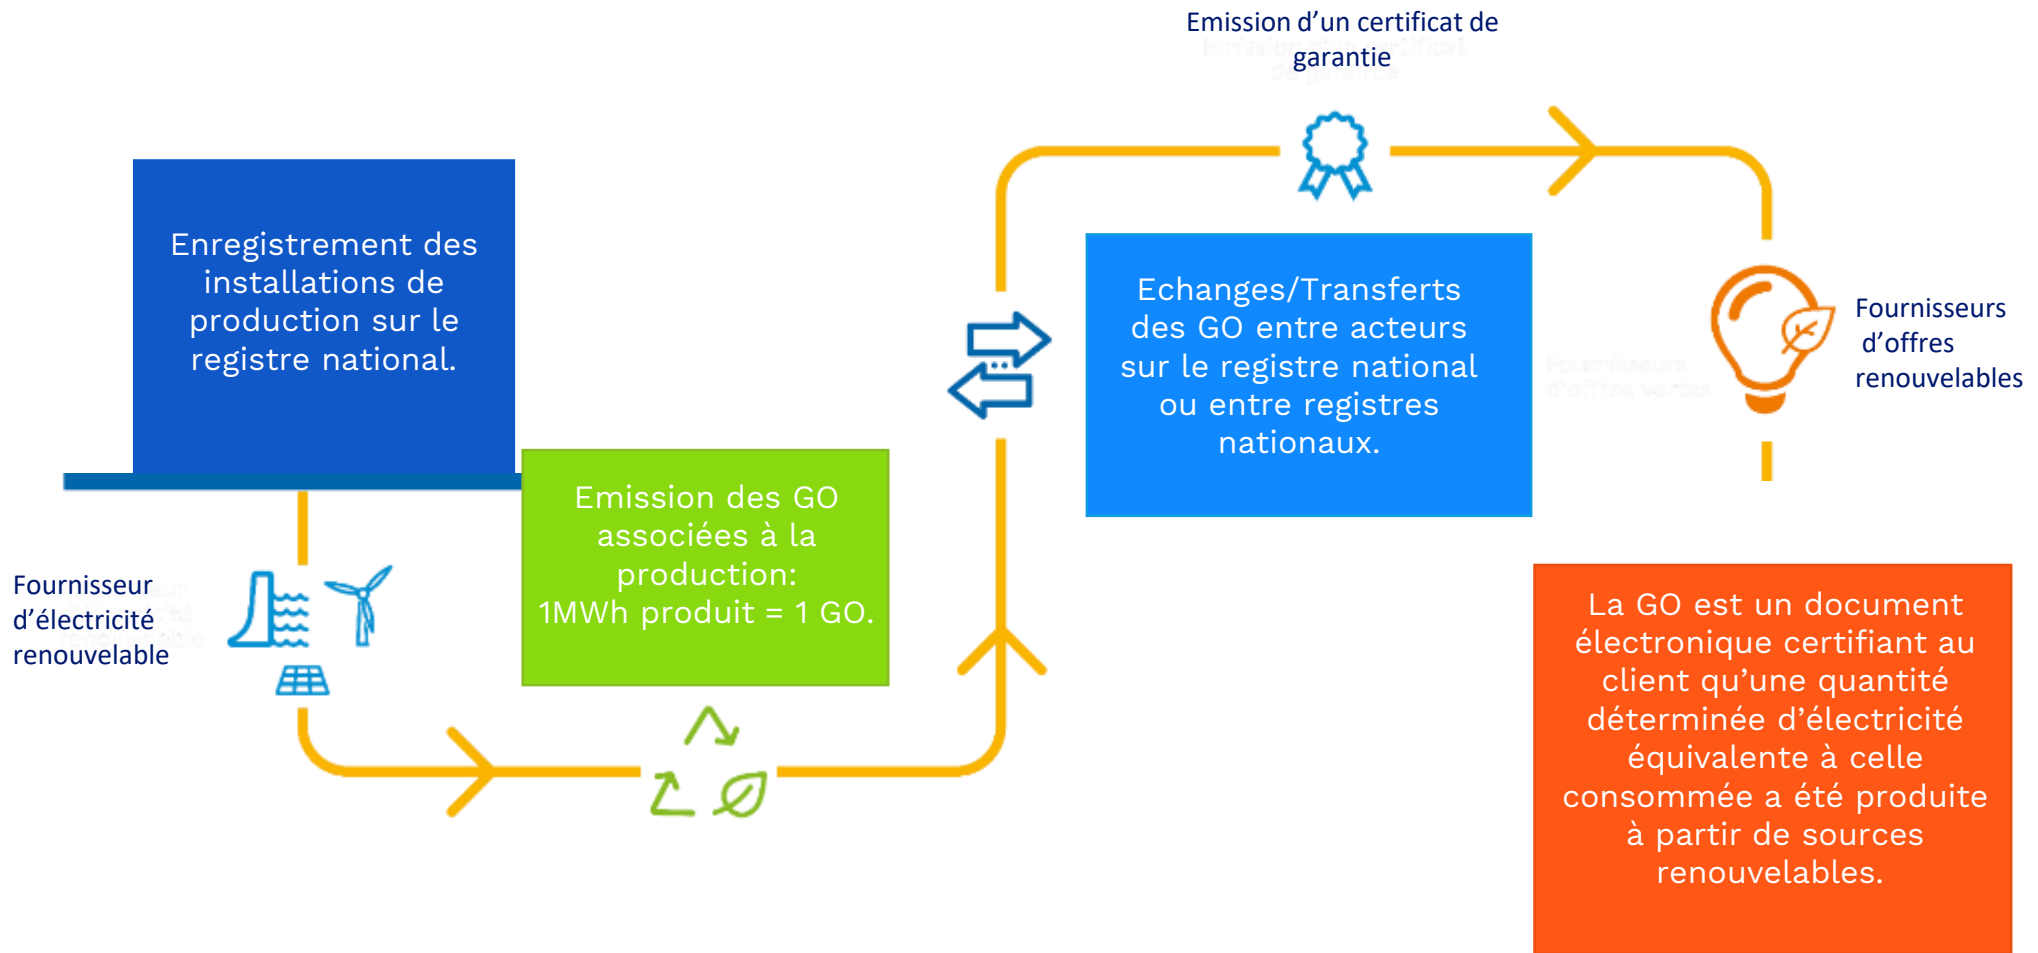 Emission d’un certificat de
garantie
Enregistrement des
installations de
production sur le
registre national.
Echanges/Transferts
des GO entre acteurs
sur le registre national
ou entre registres
nationaux.
Fournisseurs
d’offres
renouvelables
Fournisseurs
d’offres vertes
Emission des GO
associées à la
production:
1MWh produit = 1 GO.
Fournisseur
d’électricité
renouvelable
La GO est un document
électronique certifiant au
client qu’une quantité
déterminée d’électricité
équivalente à celle
consommée a été produite
à partir de sources
renouvelables.